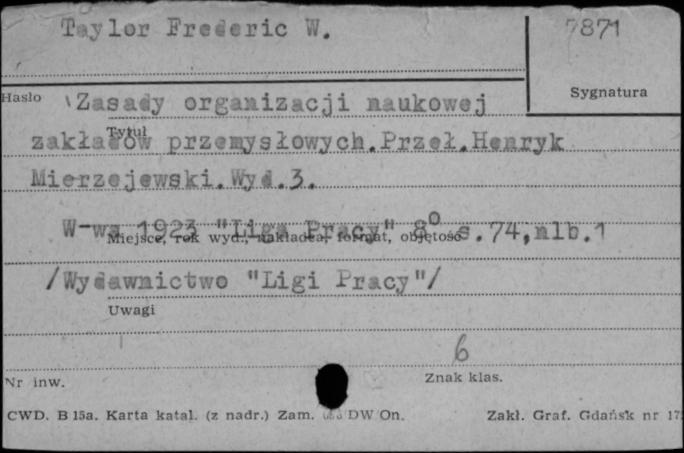 Taylor Frederic W.
7871
Sygnatura
Hasło
Zasady organizacji naukowej
Tytuł
zakładów przemysłowych.Przeł.Henryk
Mierzejewski.Wyd.3.
W-wa 1923 "Liga Pracy" 8⁰ s.74,nlb.1
Miejsce, rok wyd., nakładca, format, objętość
/Wydawnictwo "Ligi Pracy"/
Uwagi
6
Nr inw.
Znak klas.
CWD. B 15a. Karta katal. (z nadr.) Zam. DW On.
Zakł. Graf. Gdańsk nr